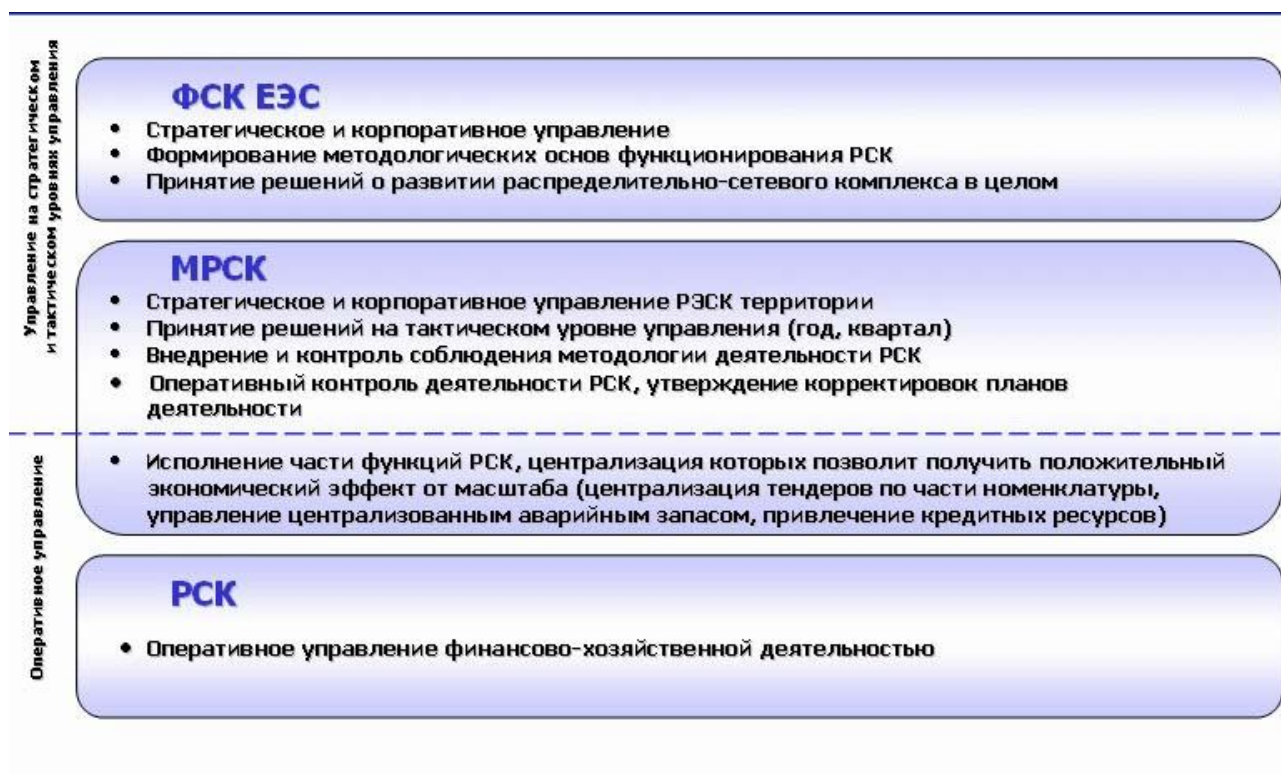 Управление на стратегическом
и тактическом уровнях управления
ФСК ЕЭС
• Стратегическое и корпоративное управление
• Формирование методологических основ функционирования РСК
• Принятие решений о развитии распределительно-сетевого комплекса в целом
МРСК
• Стратегическое и корпоративное управление РЭСК территории
• Принятие решений на тактическом уровне управления (год, квартал)
• Внедрение и контроль соблюдения методологии деятельности РСК
• Оперативный контроль деятельности РСК, утверждение корректировок планов
деятельности
Оперативное управление
• Исполнение части функций РСК, централизация которых позволит получить положительный
экономический эффект от масштаба (централизация тендеров по части номенклатуры,
управление централизованным аварийным запасом, привлечение кредитных ресурсов)
РСК
• Оперативное управление финансово-хозяйственной деятельностью